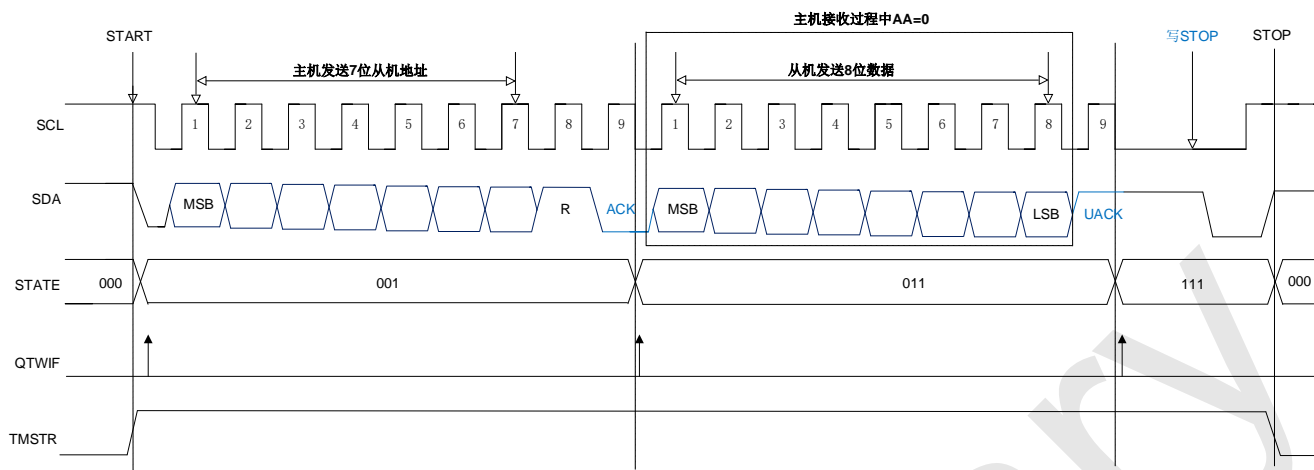 主机接收过程中AA=0
START
写STOP
STOP
主机发送7位从机地址
从机发送8位数据
SCL
1 2 3 4 5 6 7 8 9 1 2 3 4 5 6 7 8 9
SDA
MSB R ACK MSB LSB UACK
STATE
000 001 011 111 000
QTWIF
TMSTR